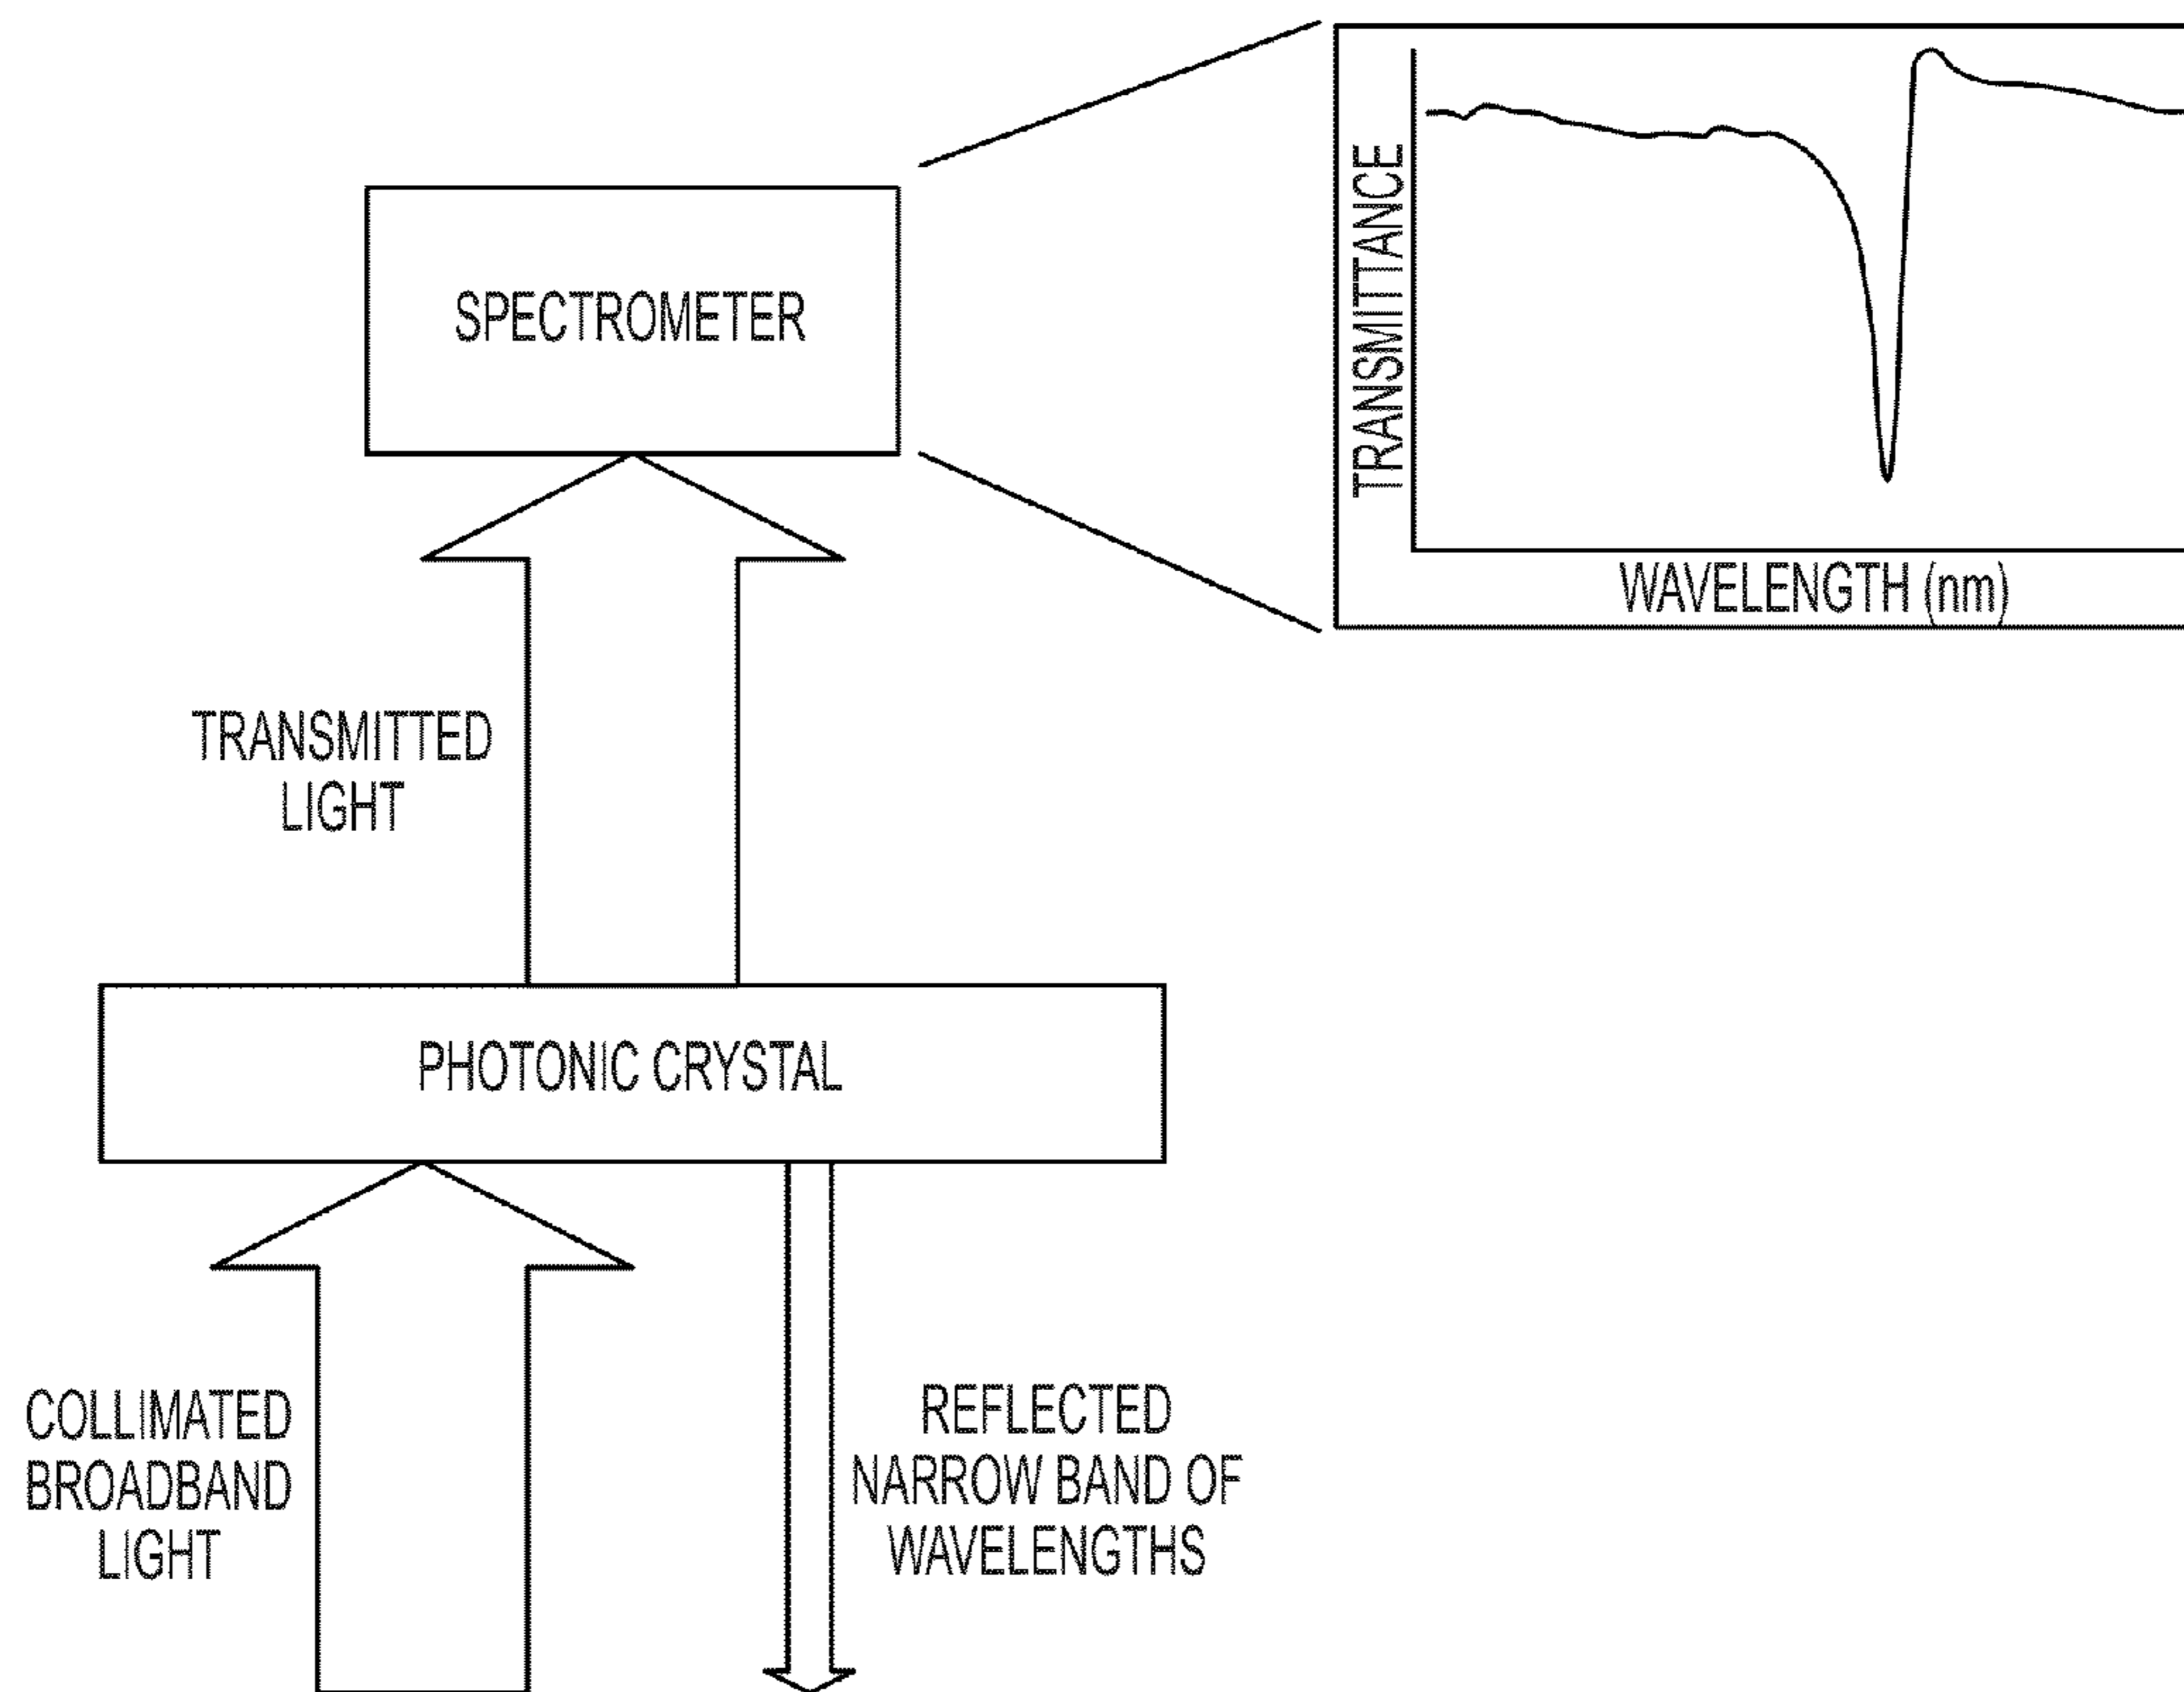 TRANSMITTANCE
WAVELENGTH (nm)
SPECTROMETER
TRANSMITTED
LIGHT
PHOTONIC CRYSTAL
COLLIMATED
BROADBAND
LIGHT
REFLECTED
NARROW BAND OF
WAVELENGTHS